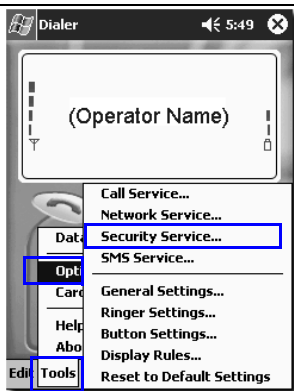 Dialer
5:49
(Operator Name)
Call Service...
Network Service...
Data
Security Service...
SMS Service...
Opti
Card
General Settings...
Ringer Settings...
Help
Button Settings...
Abo
Display Rules...
Edit Tools
Reset to Default Settings